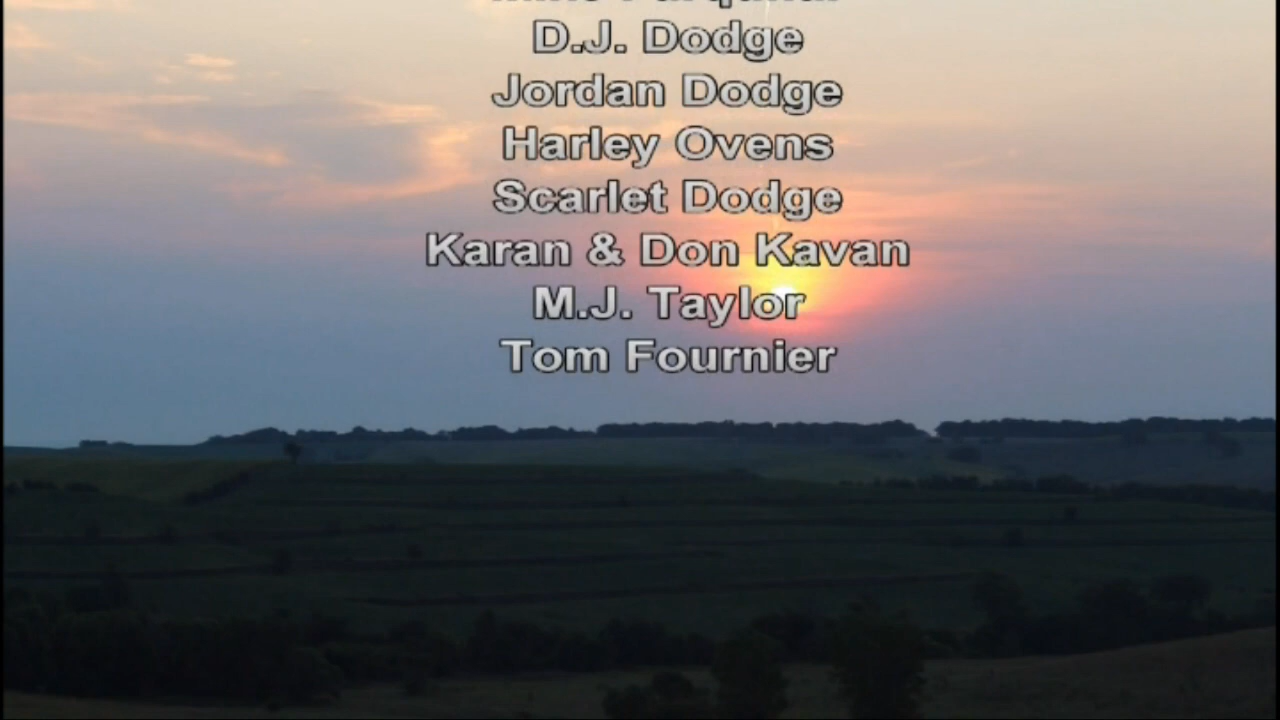 D.J. Dodge
Jordan Dodge
Harley Ovens
Scarlet Dodge
Karan & Don Kavan
M.J. Taylor
Tom Fournier